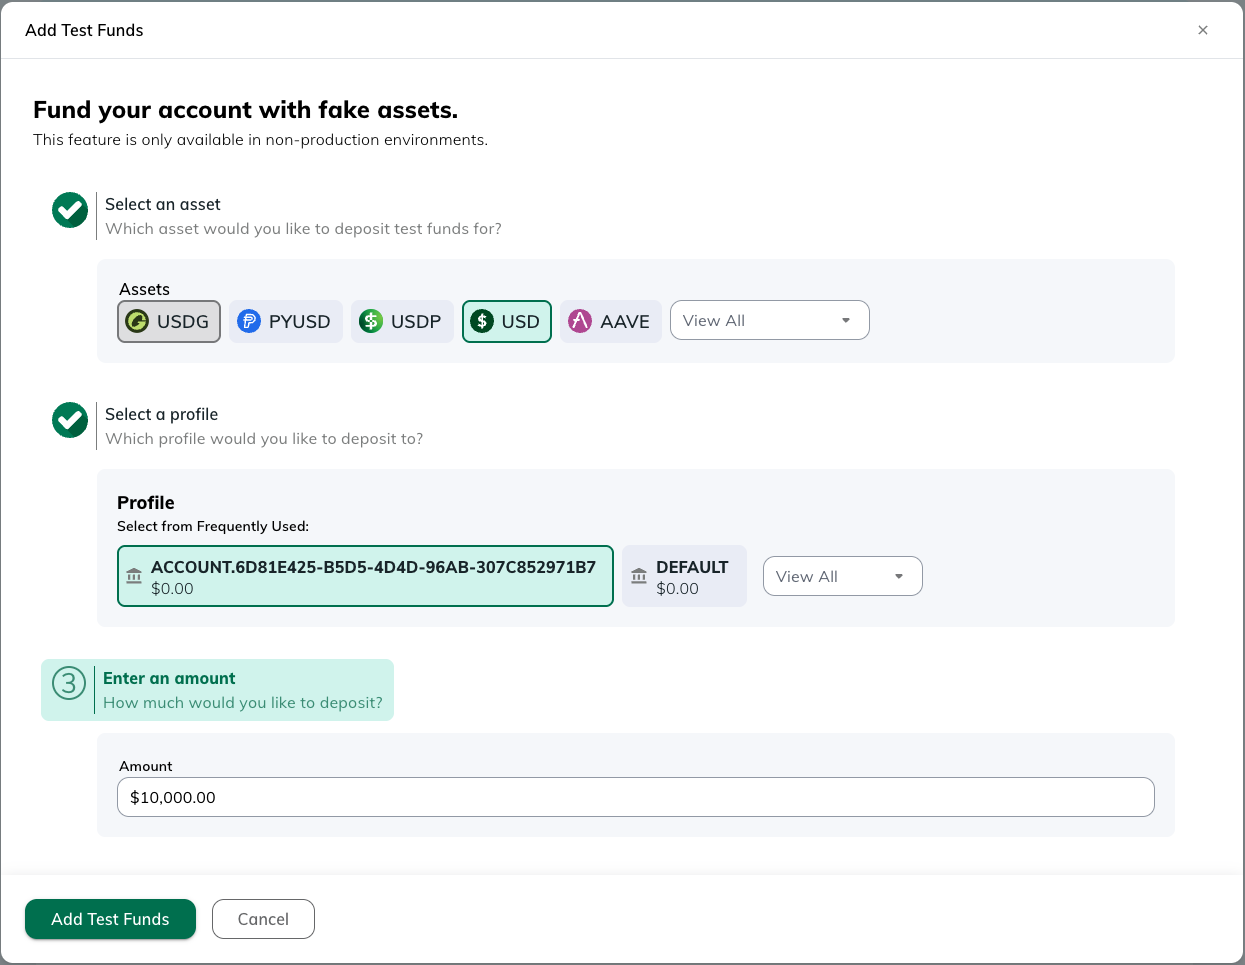 Add Test Funds
×
Fund your account with fake assets.
This feature is only available in non-production environments.
Select an asset
Which asset would you like to deposit test funds for?
Assets
USDG PYUSD USDP USD AAVE View All
Select a profile
Which profile would you like to deposit to?
Profile
Select from Frequently Used:
ACCOUNT.6D81E425-B5D5-4D4D-96AB-307C852971B7 DEFAULT View All
$0.00 $0.00
3 Enter an amount
How much would you like to deposit?
Amount
$10,000.00
Add Test Funds Cancel